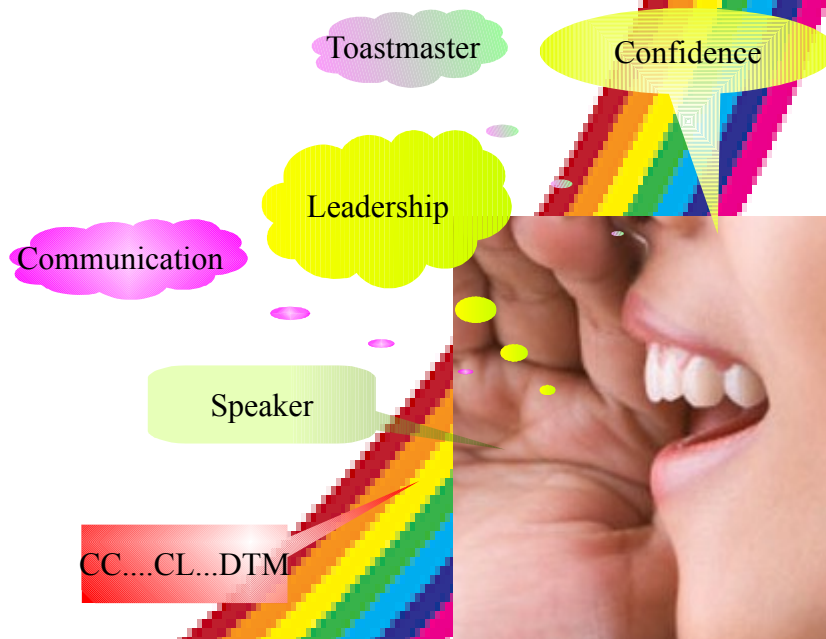 Toastmaster
Confidence
Leadership
Communication
Speaker
CC....CL...DTM